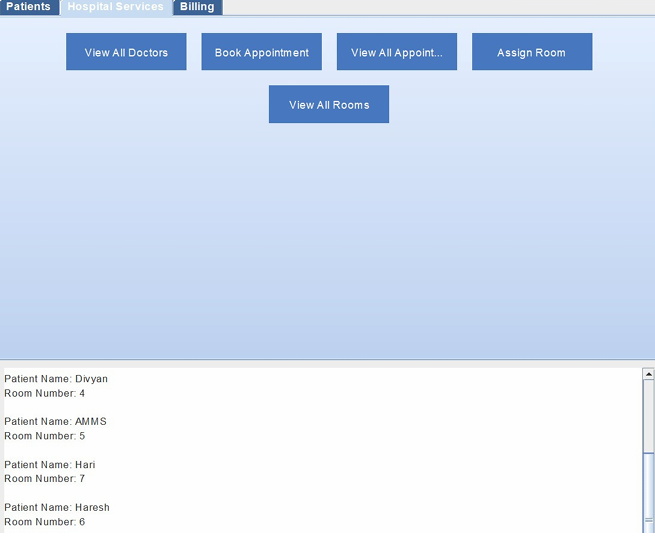 Patients Hospital Services Billing
View All Doctors Book Appointment View All Appoint... Assign Room
View All Rooms
Patient Name: Divyan
Room Number: 4
Patient Name: AMMS
Room Number: 5
Patient Name: Hari
Room Number: 7
Patient Name: Haresh
Room Number: 6